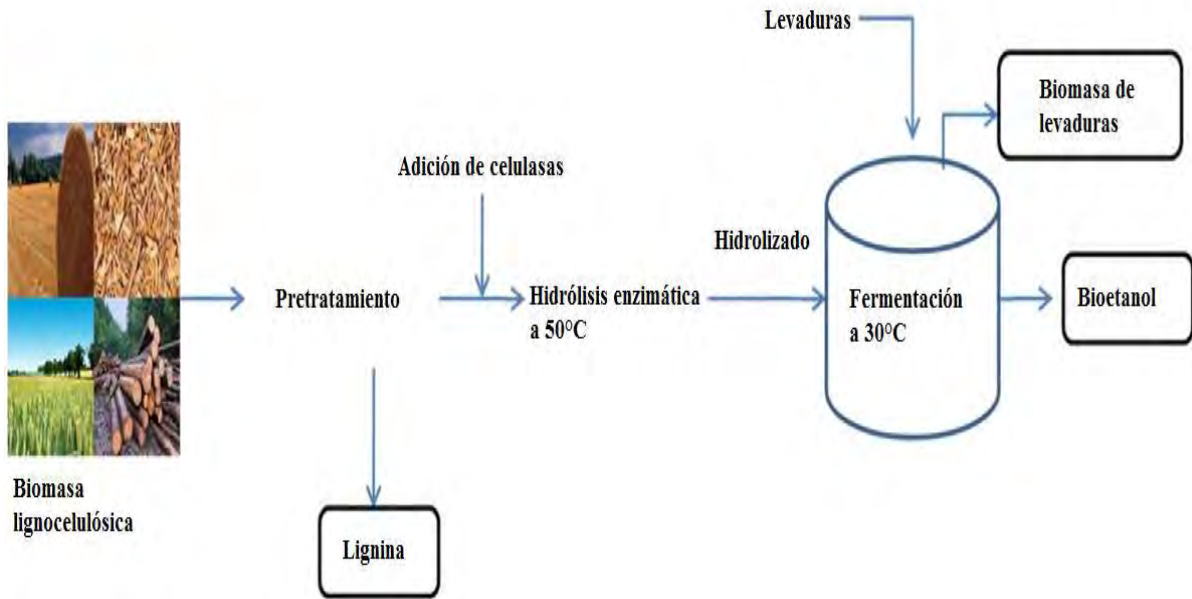 Levaduras
Biomasa de
levaduras
Adición de celulasas
Hidrolizado
Pretratamiento
Hidrólisis enzimática
a 50°C
Fermentación
a 30°C
Bioetanol
Biomasa
lignocelulósica
Lignina